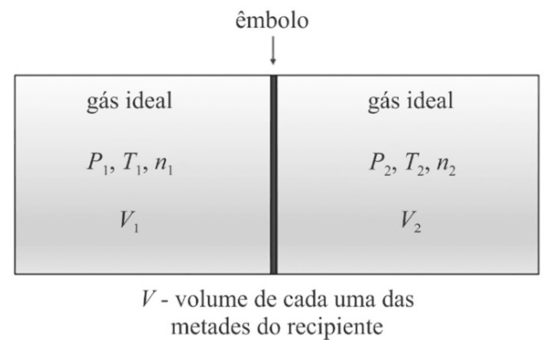 êmbolo
gás ideal
gás ideal
P₁, T₁, n₁
P₂, T₂, n₂
V₁
V₂
V - volume de cada uma das
metades do recipiente